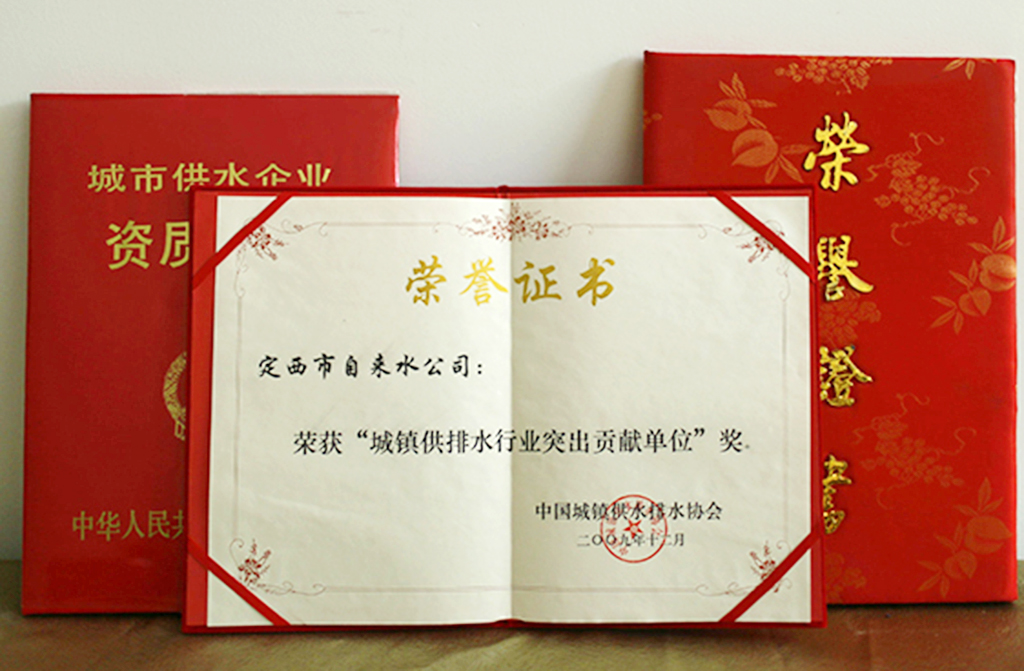 城市供水企业
资质
中华人民共
荣誉证书
定西市自来水公司：
荣获“城镇供排水行业突出贡献单位”奖。
中国城镇供水排水协会
二〇〇九年十二月
榮
譽
證
書